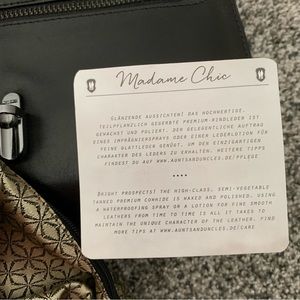 Madame Chic
GLÄNZENDE AUSSICHTEN! DAS HOCHWERTIGE,
TEILPFLANZLICH GEGERBTE PREMIUM-RINDLEDER IST
GEWACHST UND POLIERT. DER GELEGENTLICHE AUFTRAG
EINES IMPRÄGNIERSPRAYS ODER EINER LEDERLOTION FÜR
FEINE GLATTLEDER GENÜGT, UM DEN EINZIGARTIGEN
CHARAKTER DES LEDERS ZU ERHALTEN. WEITERE TIPPS
FINDEST DU AUF WWW.AUNTSANDUNCLES.DE/PFLEGE
****
BRIGHT PROSPECTS! THE HIGH-CLASS, SEMI-VEGETABLE
TANNED PREMIUM COWHIDE IS WAXED AND POLISHED. USING
A WATERPROOFING SPRAY OR A LOTION FOR FINE SMOOTH
LEATHERS FROM TIME TO TIME IS ALL IT TAKES TO
MAINTAIN THE UNIQUE CHARACTER OF THE LEATHER. FIND
MORE TIPS AT WWW.AUNTSANDUNCLES.DE/CARE